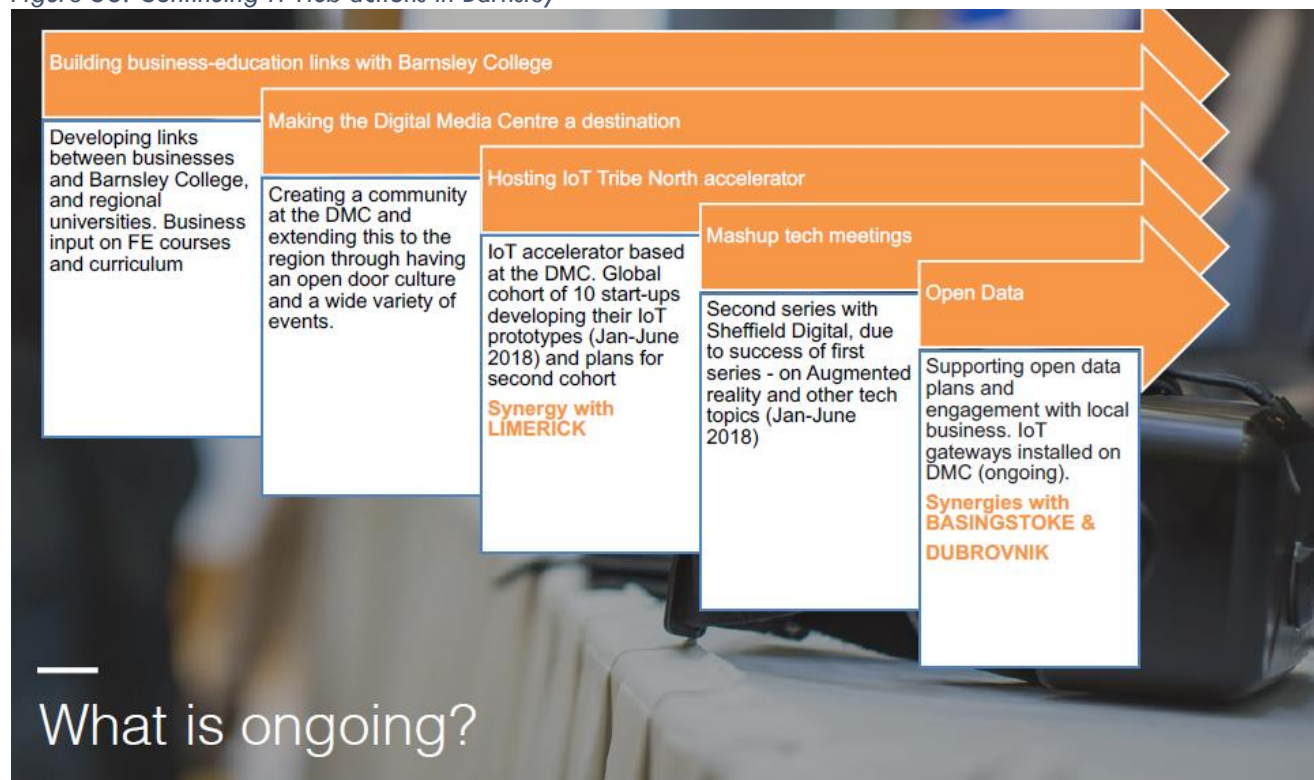 Figure Continuing Hub actions in Barnsley
Building business-education links with Barnsley College
Developing links
between businesses
and Barnsley College,
and regional
universities. Business
input on FE courses
and curriculum
Making the Digital Media Centre a destination
Creating a community
at the DMC and
extending this to the
region through having
an open door culture
and a wide variety of
events.
Hosting IoT Tribe North accelerator
IoT accelerator based
at the DMC. Global
cohort of 10 start-ups
developing their IoT
prototypes (Jan-June
2018) and plans for
second cohort
Synergy with
LIMERICK
Mashup tech meetings
Second series with
Sheffield Digital, due
to success of first
series - on Augmented
reality and other tech
topics (Jan-June
2018)
Open Data
Supporting open data
plans and
engagement with local
business. IoT
gateways installed on
DMC (ongoing).
Synergies with
BASINGSTOKE &
DUBROVNIK
What is ongoing?